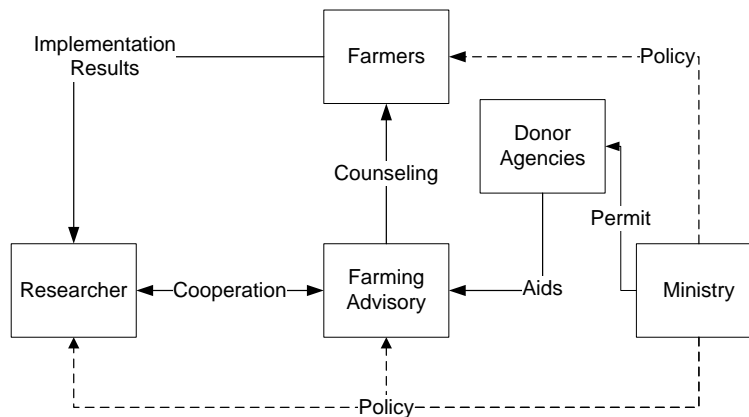 Implementation
Results
Farmers
Policy
Donor
Agencies
Counseling
Permit
Researcher
Cooperation
Farming
Advisory
Aids
Ministry
Policy